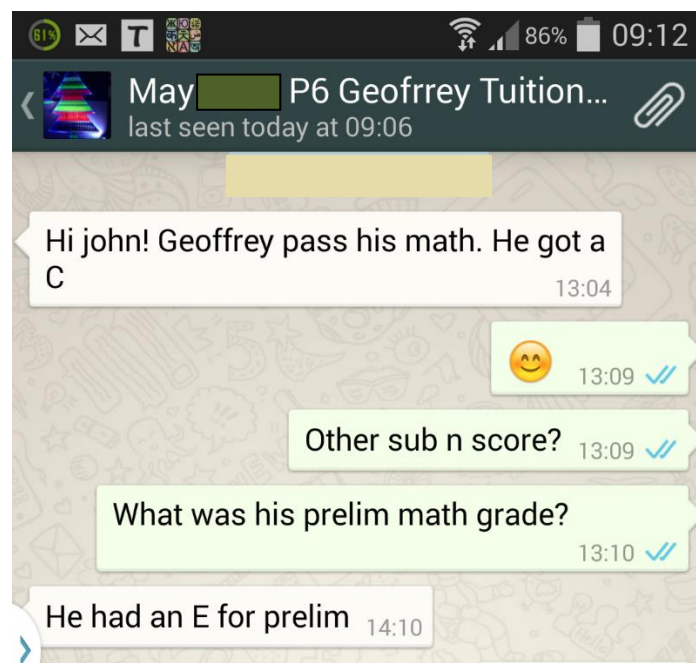 61%
T
86% 09:12
May P6 Geofrrey Tuition...
last seen today at 09:06
Hi john! Geoffrey pass his math. He got a
C
13:04
😊 13:09
Other sub n score? 13:09
What was his prelim math grade?
13:10
He had an E for prelim 14:10